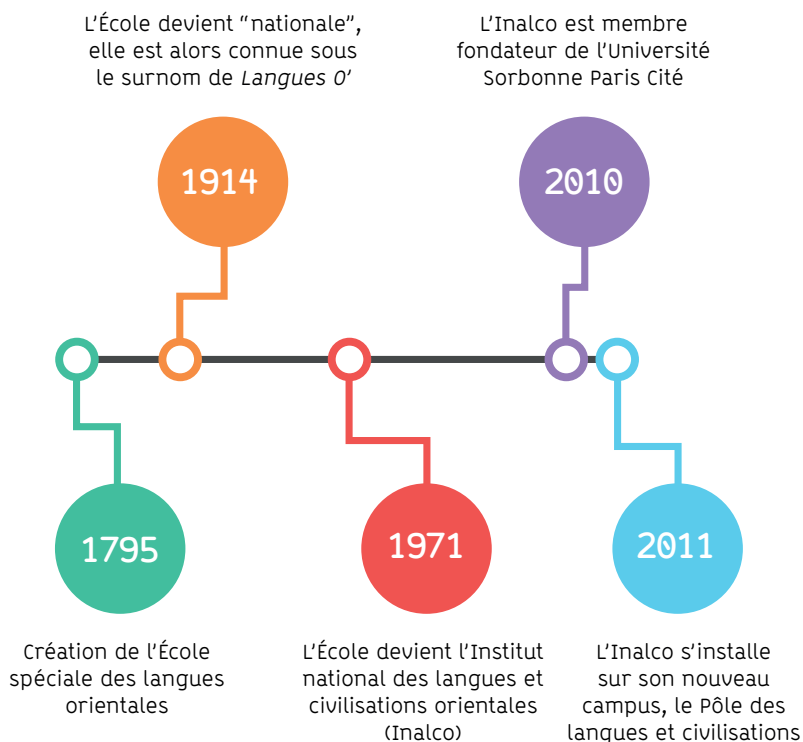 L'École devient “nationale”,
elle est alors connue sous
le surnom de Langues O'
L'Inalco est membre
fondateur de l'Université
Sorbonne Paris Cité
1914
2010
1795
1971
2011
Création de l'École
spéciale des langues
orientales
L'École devient l'Institut
national des langues et
civilisations orientales
(Inalco)
L'Inalco s'installe
sur son nouveau
campus, le Pôle des
langues et civilisations